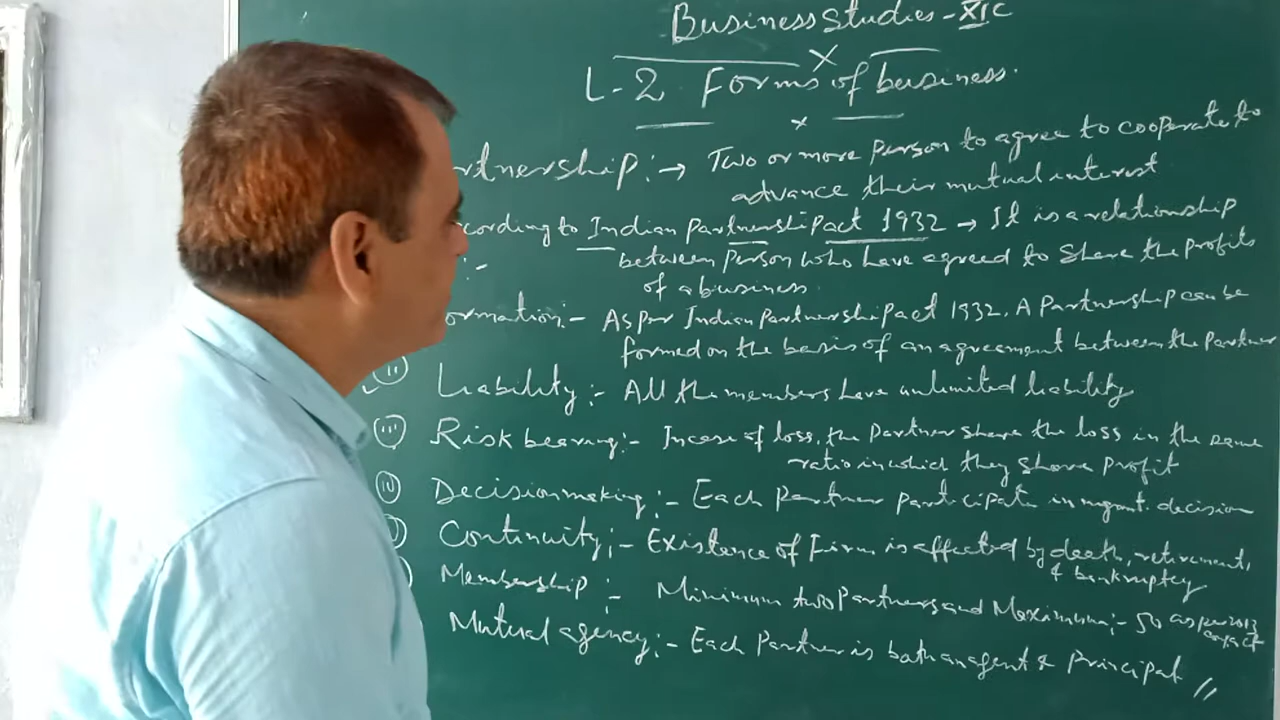 Business Studies - XI C
L-2 Forms of business.
rtnership :→ Two or more person to agree to cooperate to
advance their mutual interest
cording to Indian Partnership act 1932 → It is a relationship
:- between person who have agreed to share the profits
of a business
ormation:- As per Indian Partnership act 1932. A Partnership can be
formed on the basis of an agreement between the Partner
(ii) Liability :- All the members have unlimited liability
(iii) Risk bearing:- Incase of loss, the Partner share the loss in the same
ratio in which they share profit
(iv) Decision making :- Each Partner participate in mgmt. decision
Continuity :- Existence of Firm is affected by death, retirement,
& bankruptcy
Membership :- Minimum two Partners and Maximum:- 50 as per 2013
Mutual agency:- Each Partner is both an agent & Principal //